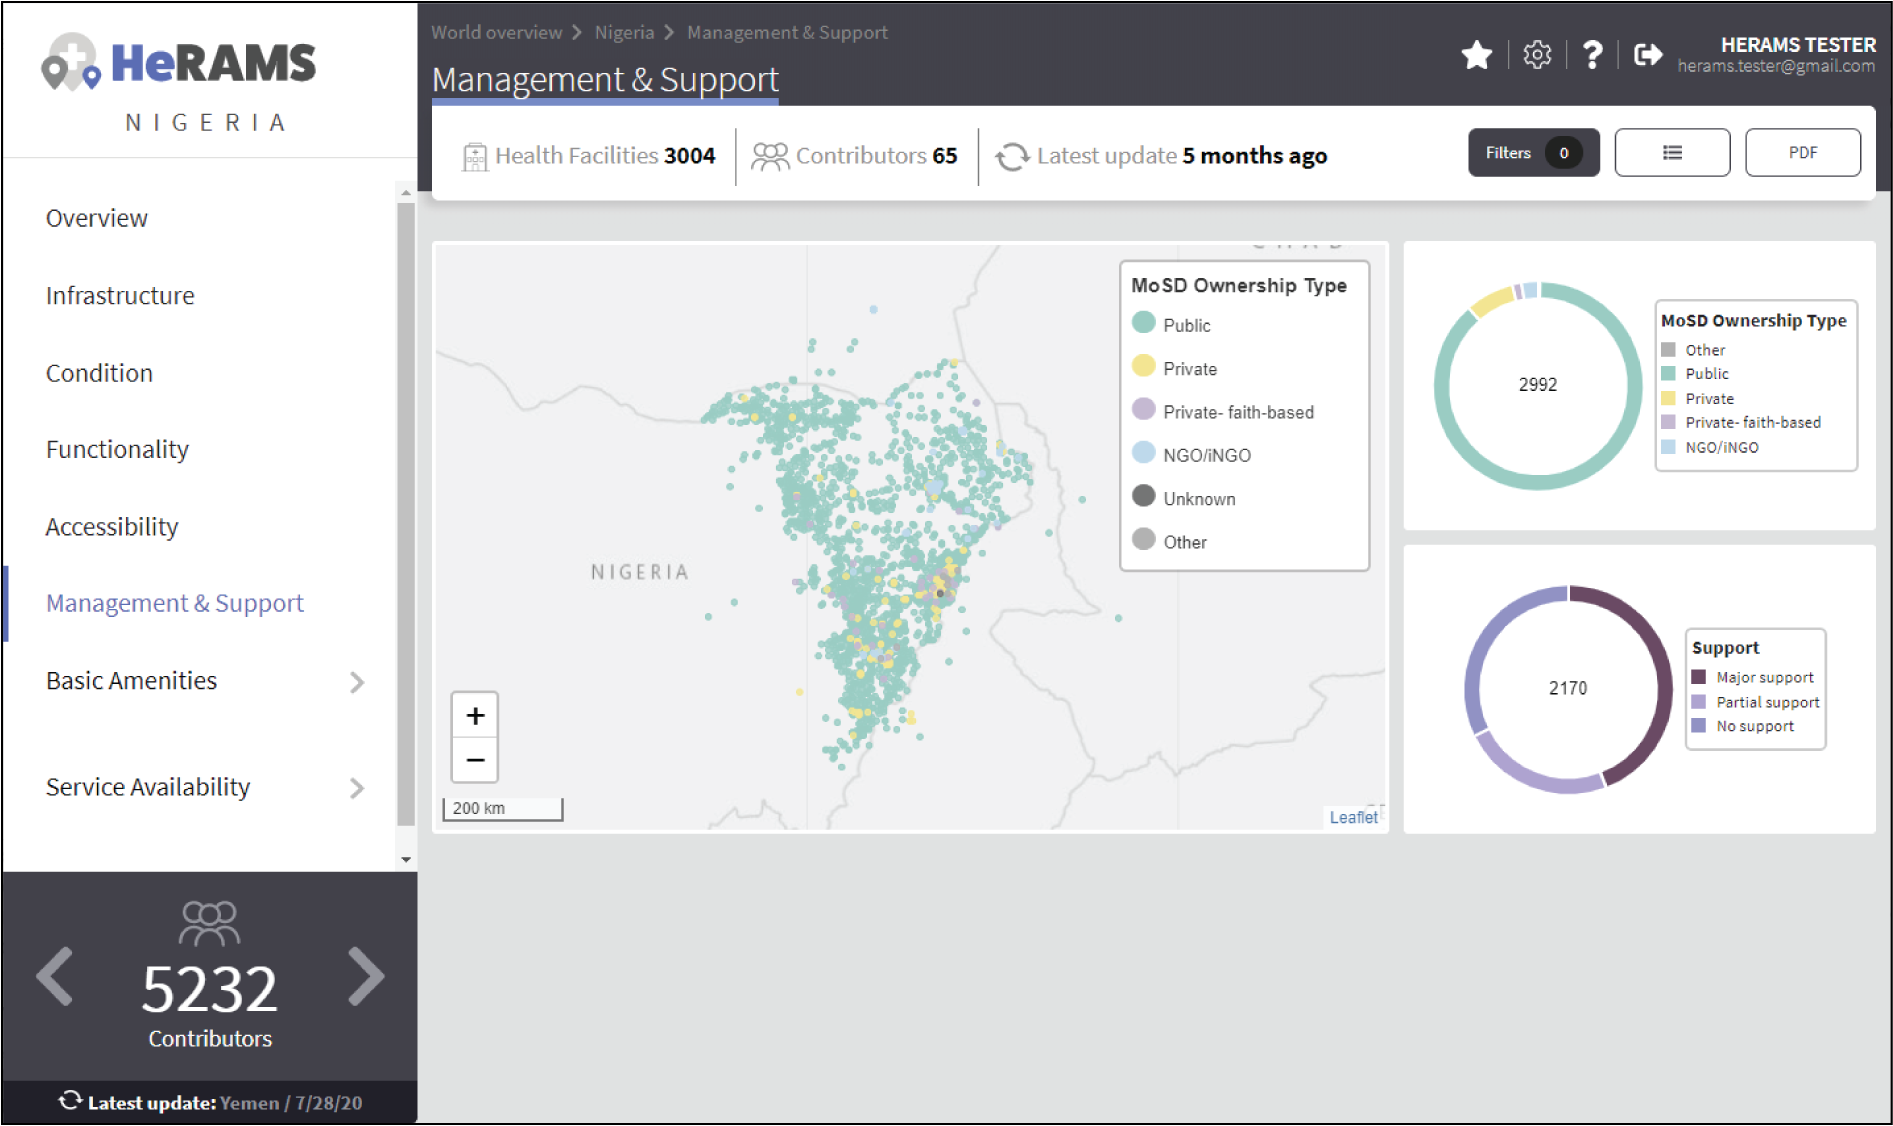 HeRAMS
NIGERIA
World overview Nigeria Management & Support
Management & Support
HERAMS TESTER
herams.tester@gmail.com
Health Facilities 3004
Contributors 65
Latest update 5 months ago
Filters 0
PDF
Overview
Infrastructure
Condition
Functionality
Accessibility
Management & Support
Basic Amenities
Service Availability
5232
Contributors
Latest update: Yemen / 7/28/20
NIGERIA
MoSD Ownership Type
Public
Private
Private- faith-based
NGO/iNGO
Unknown
Other
+
−
200 km
Leaflet
2992
MoSD Ownership Type
Other
Public
Private
Private- faith-based
NGO/iNGO
2170
Support
Major support
Partial support
No support